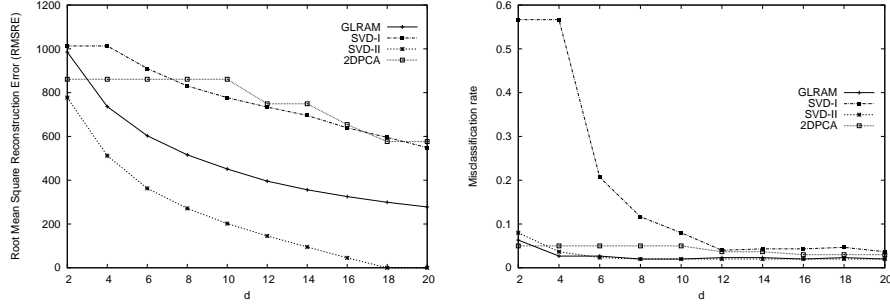 Root Mean Square Reconstruction Error (RMSRE)
1200
1000
800
600
400
200
0
2 4 6 8 10 12 14 16 18 20
d
GLRAM
SVD-I
SVD-II
2DPCA
Misclassification rate
0.6
0.5
0.4
0.3
0.2
0.1
0
2 4 6 8 10 12 14 16 18 20
d
GLRAM
SVD-I
SVD-II
2DPCA